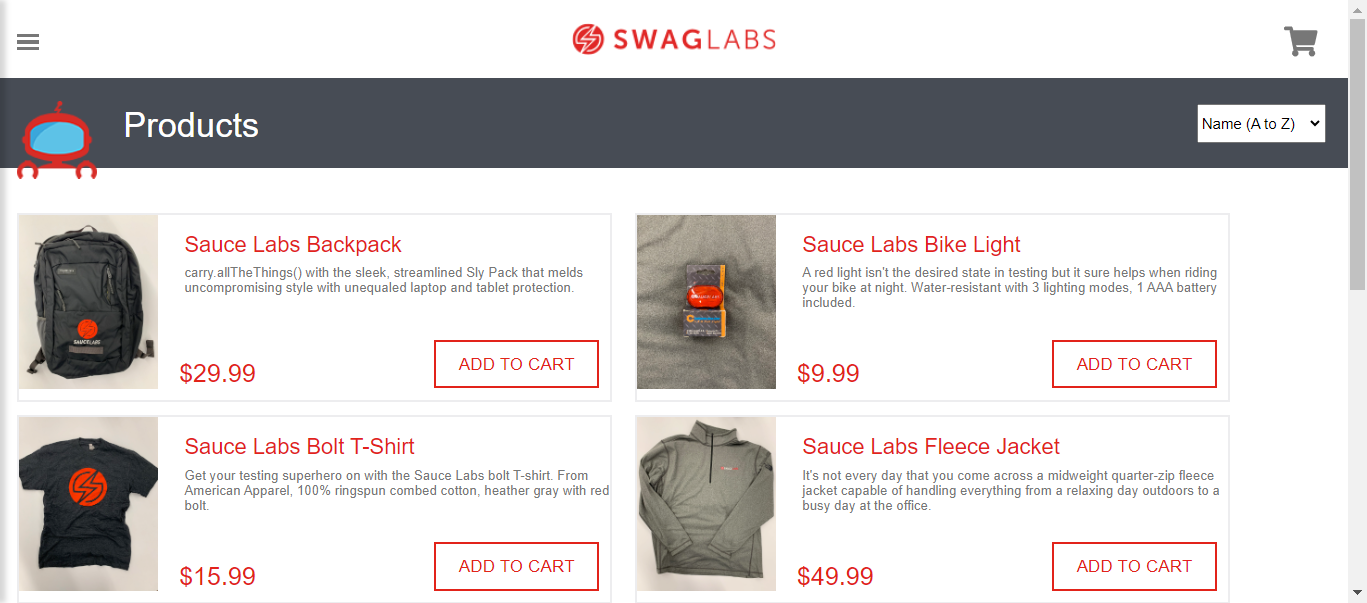 SWAGLABS
Products
Name (A to Z)
Sauce Labs Backpack
carry.allTheThings() with the sleek, streamlined Sly Pack that melds
uncompromising style with unequaled laptop and tablet protection.
$29.99
ADD TO CART
SAUCELABS
Sauce Labs Bike Light
A red light isn't the desired state in testing but it sure helps when riding
your bike at night. Water-resistant with 3 lighting modes, 1 AAA battery
included.
$9.99
ADD TO CART
Sauce Labs Bolt T-Shirt
Get your testing superhero on with the Sauce Labs bolt T-shirt. From
American Apparel, 100% ringspun combed cotton, heather gray with red
bolt.
$15.99
ADD TO CART
Sauce Labs Fleece Jacket
It's not every day that you come across a midweight quarter-zip fleece
jacket capable of handling everything from a relaxing day outdoors to a
busy day at the office.
$49.99
ADD TO CART